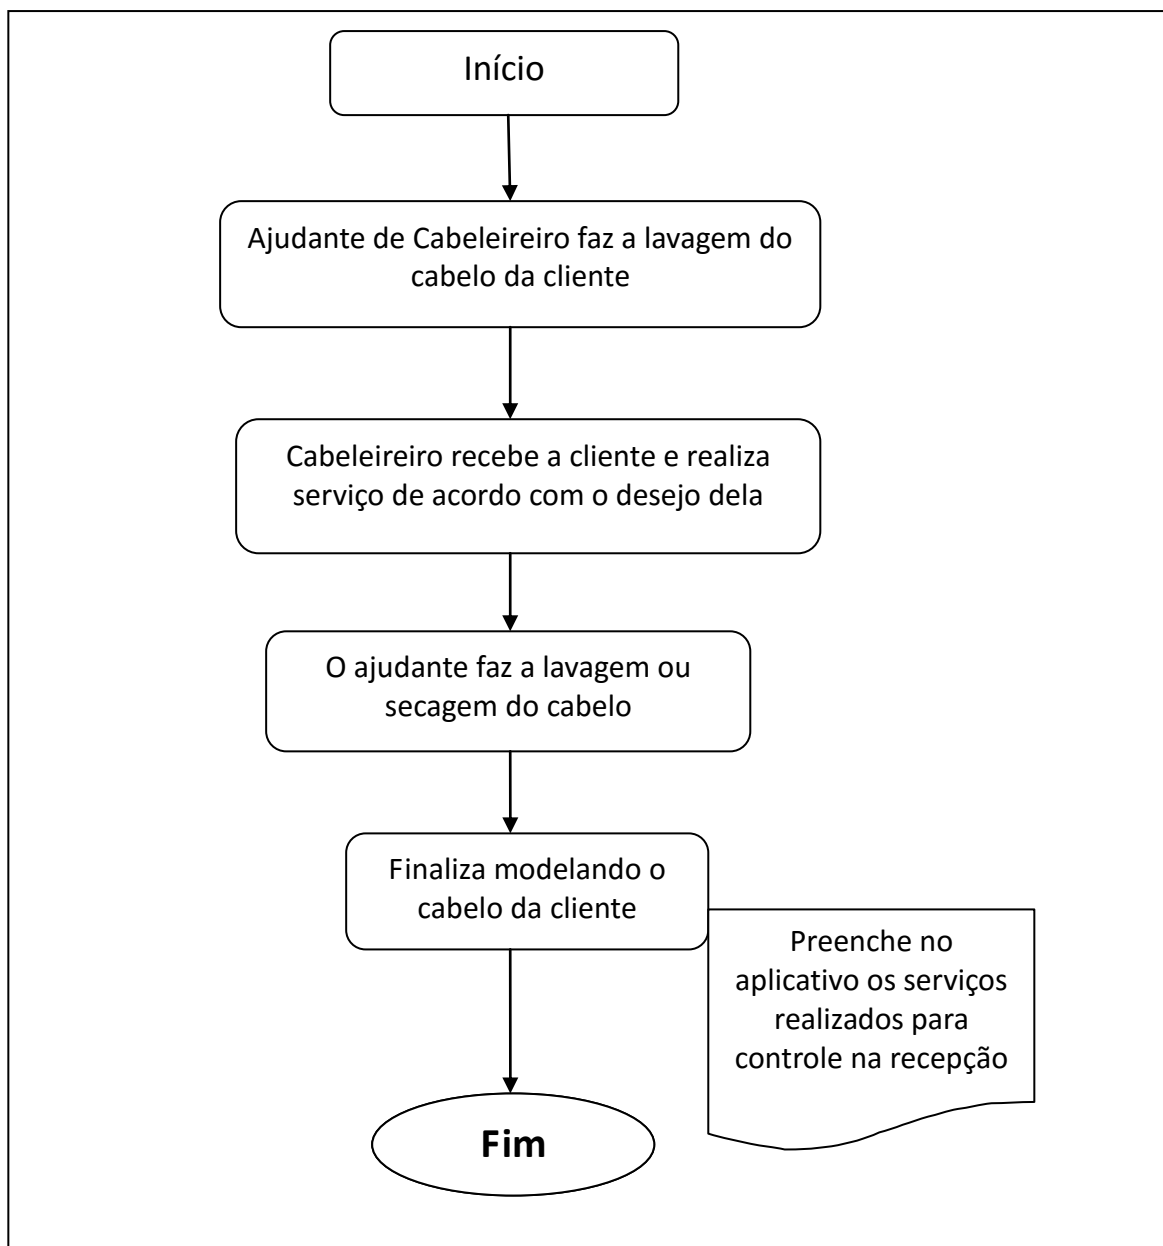 Início
Ajudante de Cabeleireiro faz a lavagem do
cabelo da cliente
Cabeleireiro recebe a cliente e realiza
serviço de acordo com o desejo dela
O ajudante faz a lavagem ou
secagem do cabelo
Finaliza modelando o
cabelo da cliente
Preenche no
aplicativo os serviços
realizados para
controle na recepção
Fim